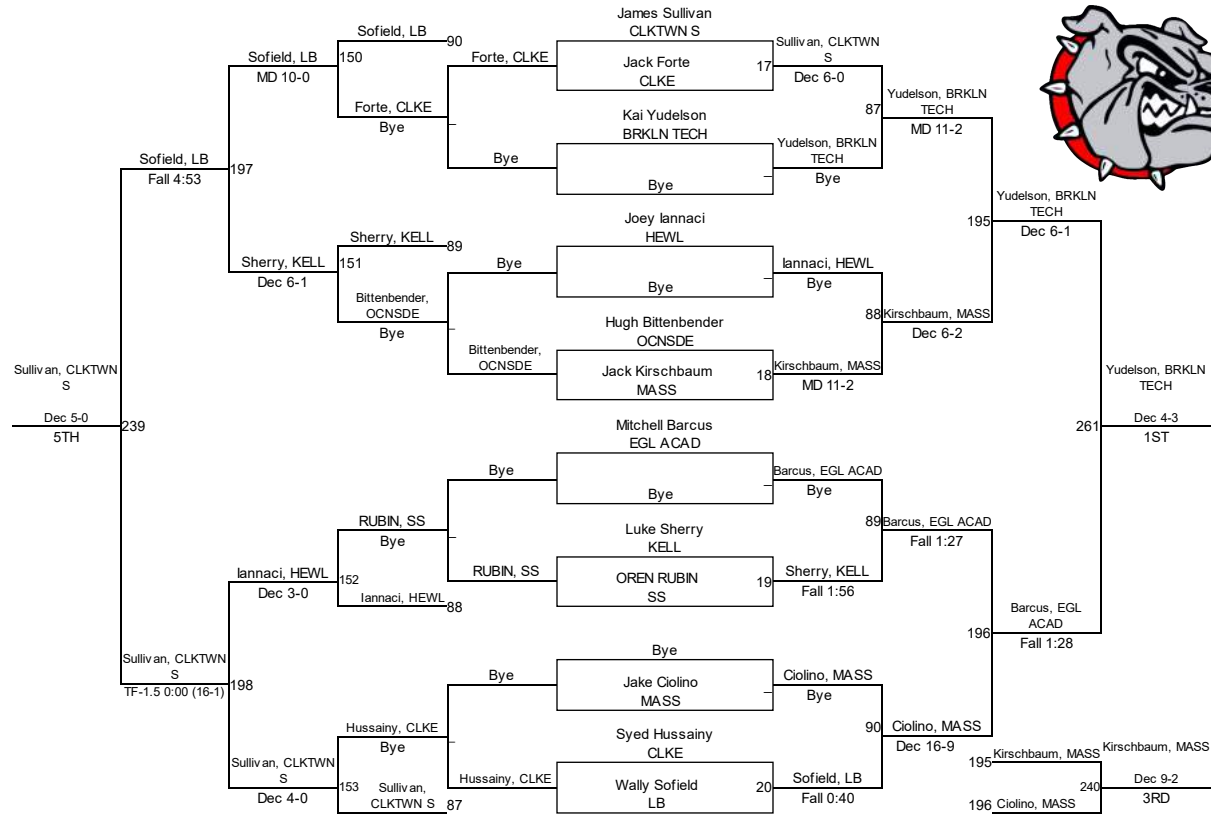 James Sullivan
CLKTWN S
Sofield, LB
90
Sullivan, CLKTWN
S
Sofield, LB
150
Forte, CLKE
Jack Forte
CLKE
17
Dec 6-0
MD 10-0
Forte, CLKE
Bye
Kai Yudelson
BRKLN TECH
87
Yudelson, BRKLN
TECH
MD 11-2
Sofield, LB
Fall 4:53
197
Bye
Bye
Yudelson, BRKLN
TECH
Bye
Joey Iannaci
HEWL
195
Yudelson, BRKLN
TECH
Dec 6-1
Sherry, KELL
89
Sherry, KELL
151
Dec 6-1
Bye
Bye
Iannaci, HEWL
Bye
Bittenbender,
OCNSDE
Bye
Hugh Bittenbender
OCNSDE
88
Kirschbaum, MASS
Dec 6-2
Bittenbender,
OCNSDE
Jack Kirschbaum
MASS
18
Kirschbaum, MASS
MD 11-2
Sullivan, CLKTWN
S
Dec 5-0
5TH
239
Yudelson, BRKLN
TECH
261
Dec 4-3
1ST
Mitchell Barcus
EGL ACAD
Bye
Bye
Barcus, EGL ACAD
Bye
RUBIN, SS
Bye
Luke Sherry
KELL
89
Barcus, EGL ACAD
Fall 1:27
Iannaci, HEWL
152
Dec 3-0
RUBIN, SS
OREN RUBIN
SS
19
Sherry, KELL
Fall 1:56
Iannaci, HEWL
88
196
Barcus, EGL
ACAD
Fall 1:28
Sullivan, CLKTWN
S
TF-1.5 0:00 (16-1)
198
Bye
Bye
Jake Ciolino
MASS
Ciolino, MASS
Bye
Hussainy, CLKE
Bye
Syed Hussainy
CLKE
90
Ciolino, MASS
Dec 16-9
Sullivan, CLKTWN
S
Dec 4-0
153
Sullivan,
CLKTWN S
87
Hussainy, CLKE
Wally Sofield
LB
20
Sofield, LB
Fall 0:40
195
Kirschbaum, MASS
Kirschbaum, MASS
240
Dec 9-2
3RD
196
Ciolino, MASS